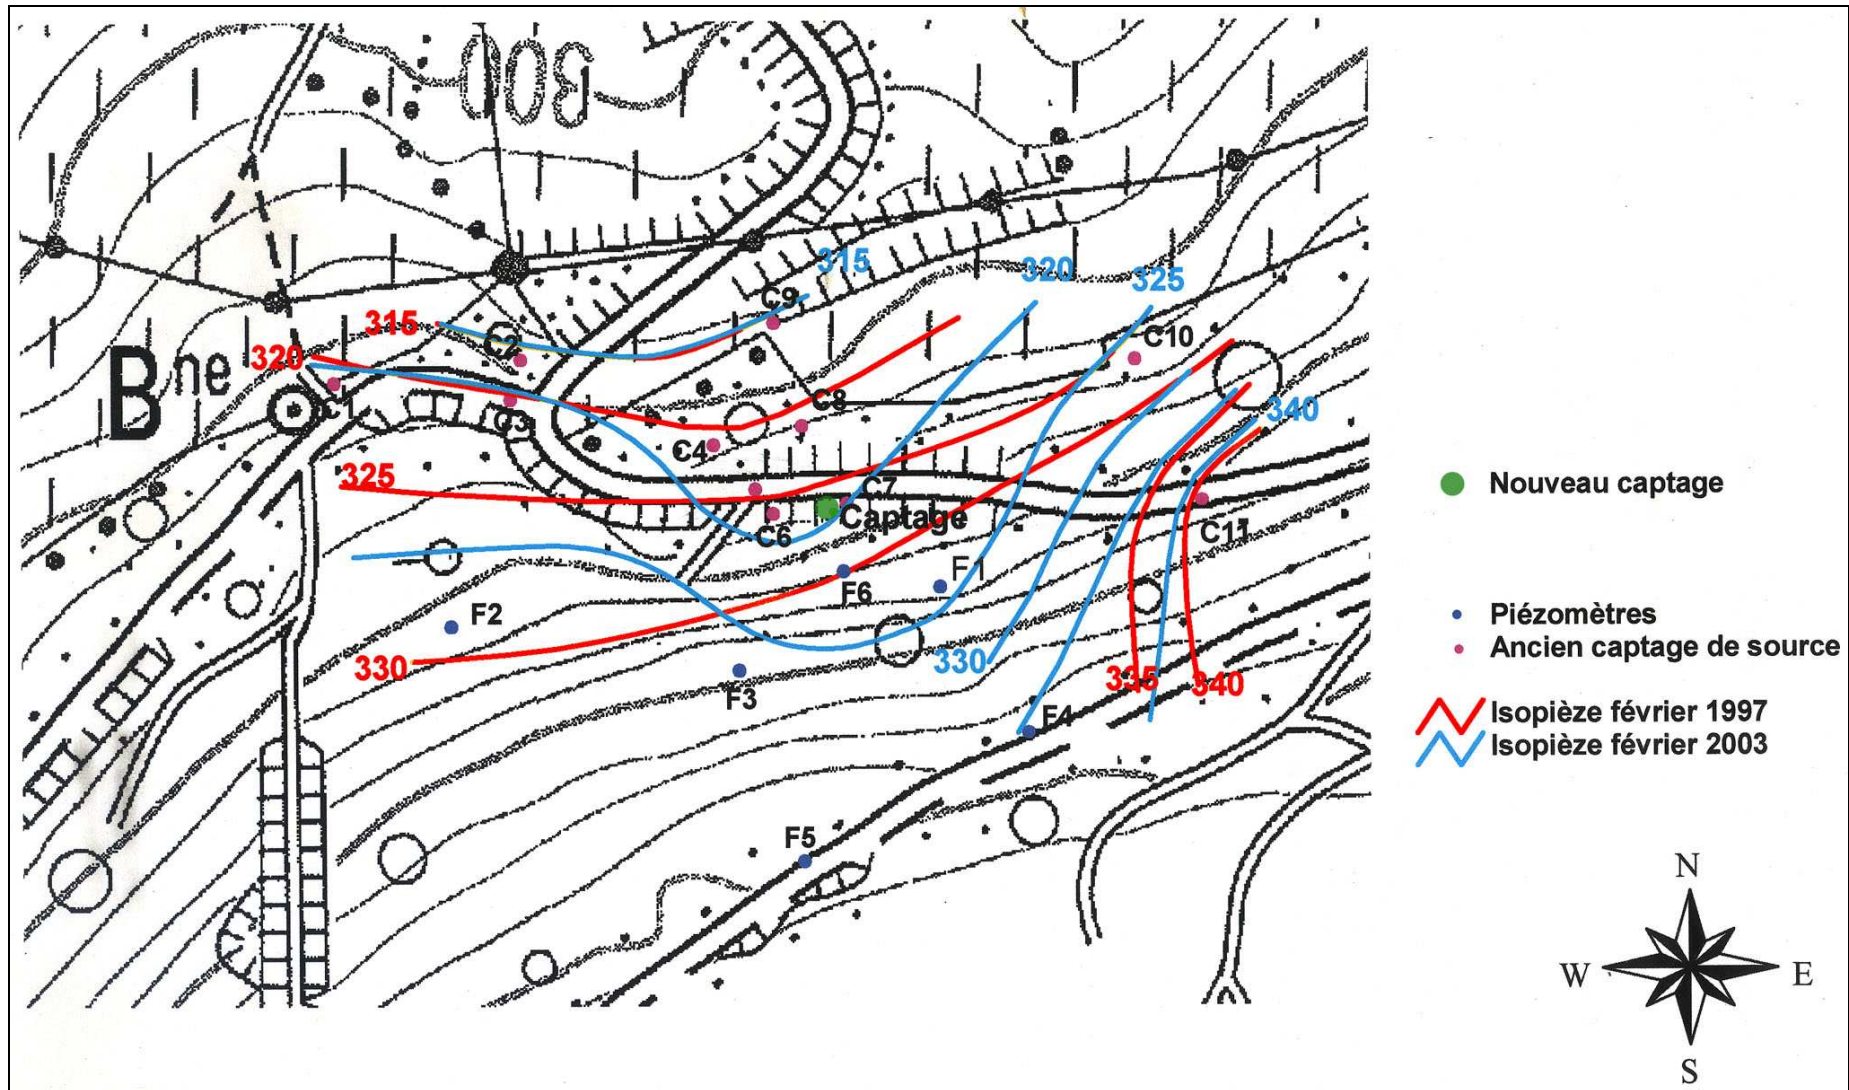 300
315
320
325
C9
C10
315
C2
320
Bne
C1
C3
C8
C4
340
325
C7
Captage
C6
C11
F1
F6
F2
330
330
335
340
F3
F4
F5
Nouveau captage
Piézomètres
Ancien captage de source
Isopièze février 1997
Isopièze février 2003
N
W
E
S